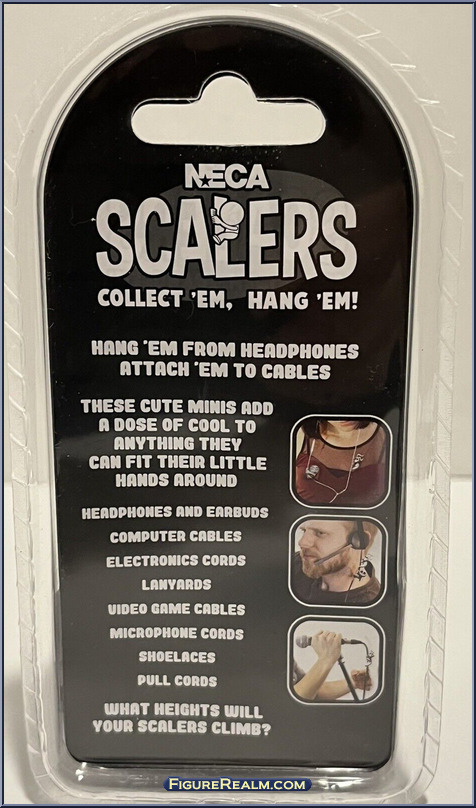 NECA
SCALERS
COLLECT 'EM, HANG 'EM!
HANG 'EM FROM HEADPHONES
ATTACH 'EM TO CABLES
THESE CUTE MINIS ADD
A DOSE OF COOL TO
ANYTHING THEY
CAN FIT THEIR LITTLE
HANDS AROUND
HEADPHONES AND EARBUDS
COMPUTER CABLES
ELECTRONICS CORDS
LANYARDS
VIDEO GAME CABLES
MICROPHONE CORDS
SHOELACES
PULL CORDS
WHAT HEIGHTS WILL
YOUR SCALERS CLIMB?
FIGUREREALM.COM